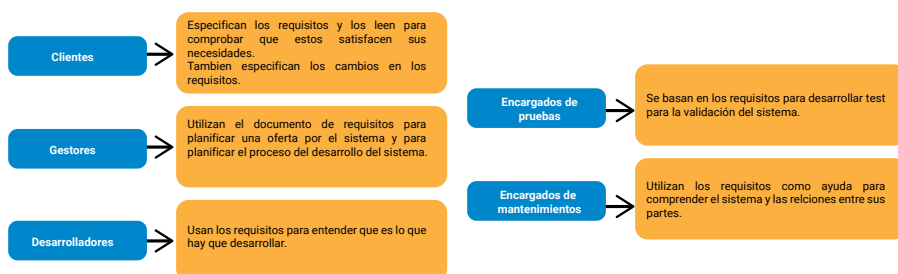 Clientes
Especifican los requisitos y los leen para
comprobar que estos satisfacen sus
necesidades.
Tambien especifican los cambios en los
requisitos.
Gestores
Utilizan el documento de requisitos para
planificar una oferta por el sistema y para
planificar el proceso del desarrollo del sistema.
Desarrolladores
Usan los requisitos para entender que es lo que
hay que desarrollar.
Encargados de
pruebas
Se basan en los requisitos para desarrollar test
para la validación del sistema.
Encargados de
mantenimientos
Utilizan los requisitos como ayuda para
comprender el sistema y las relciones entre sus
partes.